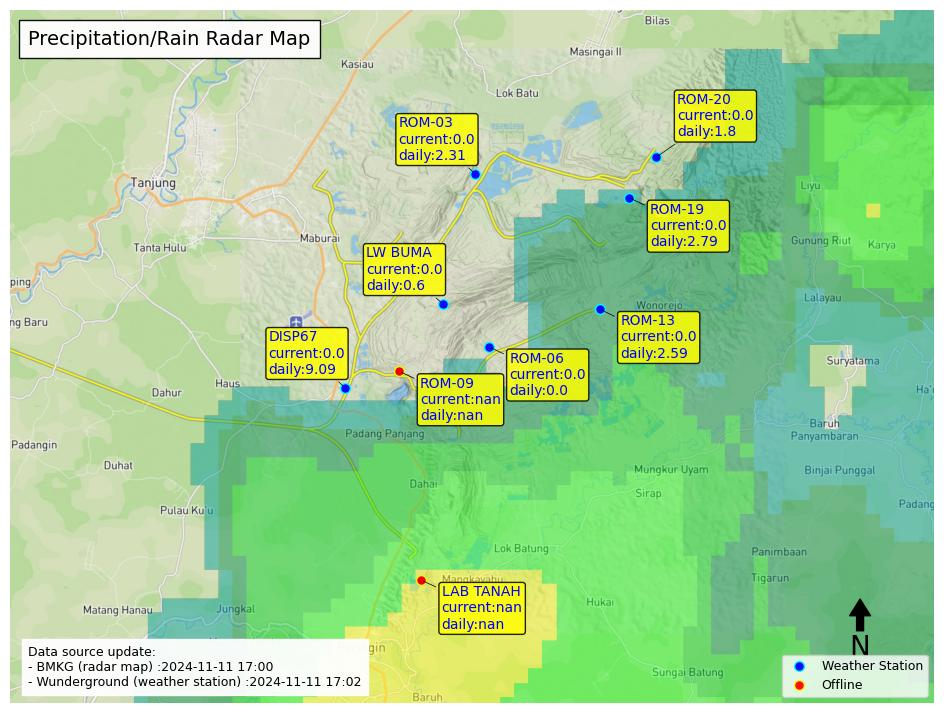 Precipitation/Rain Radar Map
Bilas
Masingai II
Kasiau
Lok Batu
ROM-20
current:0.0
daily:1.8
ROM-03
current:0.0
daily:2.31
Tanjung
Liyu
ROM-19
current:0.0
daily:2.79
Maburai
Tanta Hulu
Gunung Riut
Karya
LW BUMA
current:0.0
daily:0.6
ping
Lalayau
Wonorejo
ng Baru
ROM-13
current:0.0
daily:2.59
DISP67
current:0.0
daily:9.09
ROM-06
current:0.0
daily:0.0
Suryatama
ROM-09
current:nan
daily:nan
Haus
Dahur
Ha'
Baruh
Panyambaran
Padang Panjang
Padangin
Duhat
Mungkur Uyam
Binjai Punggal
Dahai
Sirap
Padang
Pulau Ku'u
Lok Batung
Panimbaan
Mangkayahu
Tigarun
LAB TANAH
current:nan
daily:nan
Hukai
Matang Hanau
Jungkal
N
Data source update:
- BMKG (radar map) :2024-11-11 17:00
- Wunderground (weather station) :2024-11-11 17:02
Sungai Batung
Baruh
Weather Station
Offline